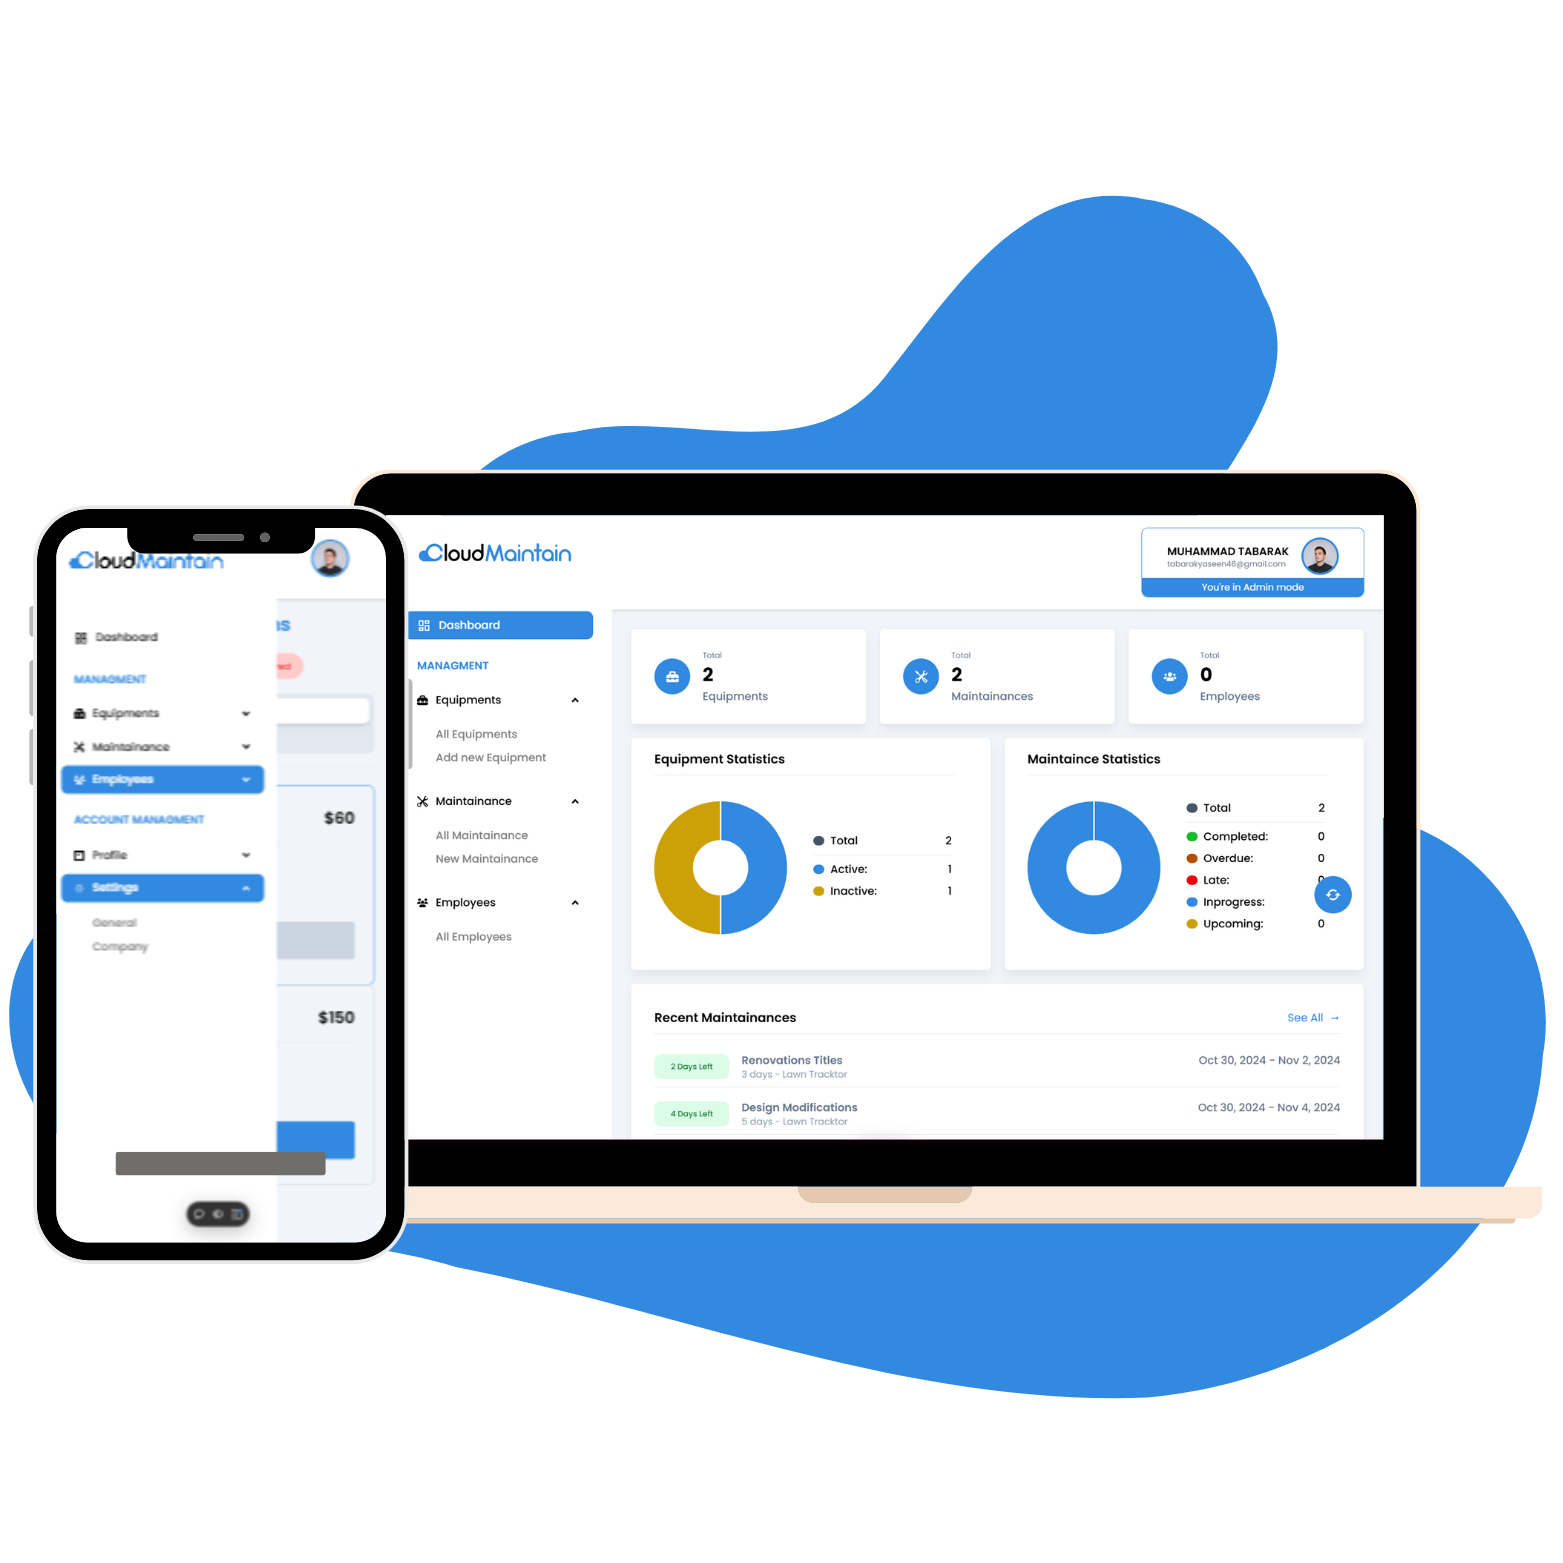 CloudMaintain
Dashboard
MANAGMENT
Equipments
Maintainance
Employees
ACCOUNT MANAGMENT
Profile
Settings
General
Company
$60
$150
CloudMaintain
MUHAMMAD TABARAK
tabarakyaseen46@gmail.com
You're in Admin mode
Dashboard
MANAGMENT
Equipments
All Equipments
Add new Equipment
Maintainance
All Maintainance
New Maintainance
Employees
All Employees
Total
2
Equipments
Total
2
Maintainances
Total
0
Employees
Equipment Statistics
Total 2
Active: 1
Inactive: 1
Maintaince Statistics
Total 2
Completed: 0
Overdue: 0
Late: 0
Inprogress:
Upcoming: 0
Recent Maintainances
See All →
2 Days Left
Renovations Titles
3 days - Lawn Tracktor
Oct 30, 2024 - Nov 2, 2024
4 Days Left
Design Modifications
5 days - Lawn Tracktor
Oct 30, 2024 - Nov 4, 2024